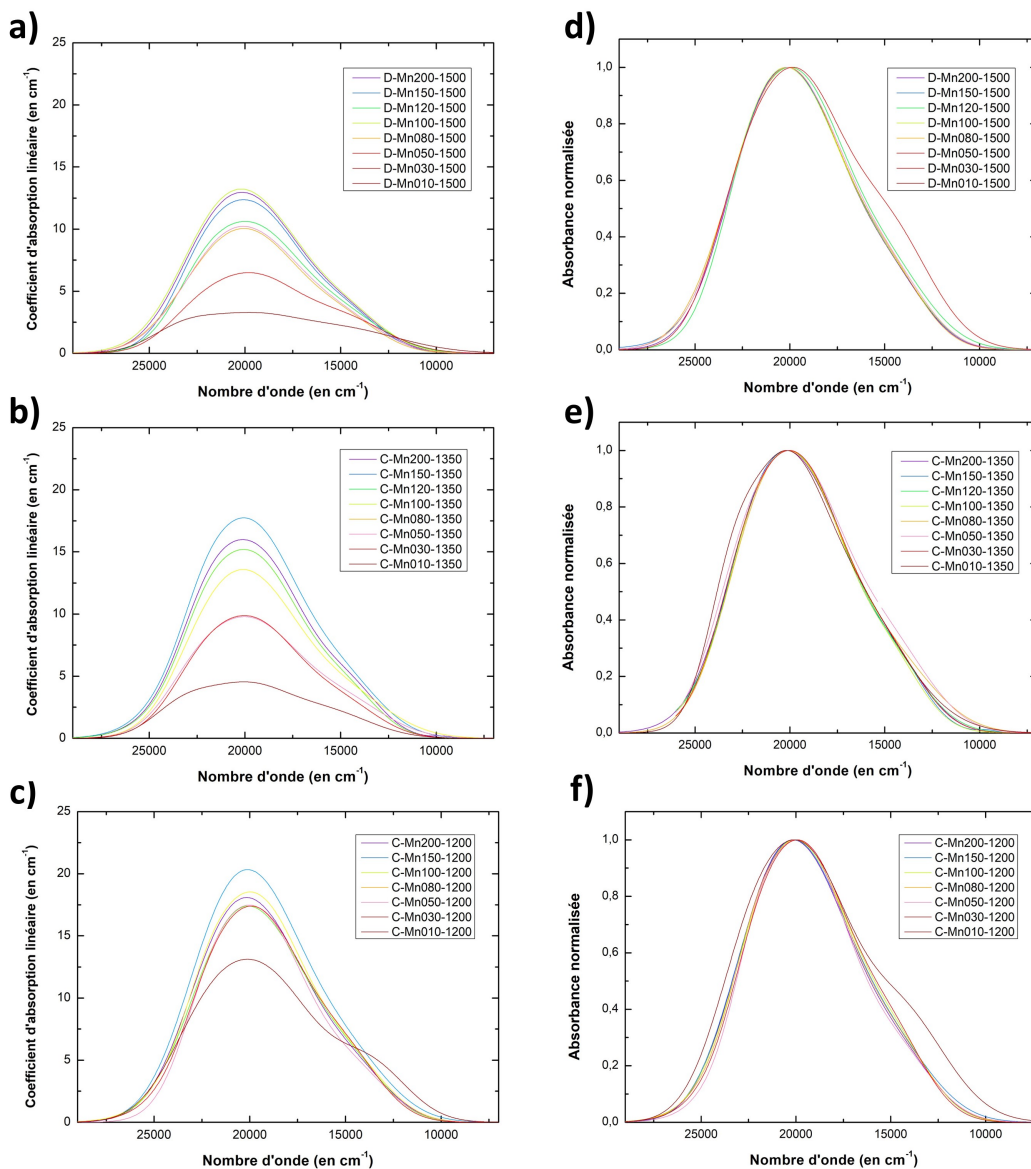 a)
25
20
15
10
5
0
Coefficient d'absorption linéaire (en cm-1)
D-Mn200-1500
D-Mn150-1500
D-Mn120-1500
D-Mn100-1500
D-Mn080-1500
D-Mn050-1500
D-Mn030-1500
D-Mn010-1500
25000 20000 15000 10000
Nombre d'onde (en cm-1)
d)
1,0
0,8
0,6
0,4
0,2
0,0
Absorbance normalisée
D-Mn200-1500
D-Mn150-1500
D-Mn120-1500
D-Mn100-1500
D-Mn080-1500
D-Mn050-1500
D-Mn030-1500
D-Mn010-1500
25000 20000 15000 10000
Nombre d'onde (en cm-1)
b)
25
20
15
10
5
0
Coefficient d'absorption linéaire (en cm-1)
C-Mn200-1350
C-Mn150-1350
C-Mn120-1350
C-Mn100-1350
C-Mn080-1350
C-Mn050-1350
C-Mn030-1350
C-Mn010-1350
25000 20000 15000 10000
Nombre d'onde (en cm-1)
e)
1,0
0,8
0,6
0,4
0,2
0,0
Absorbance normalisée
C-Mn200-1350
C-Mn150-1350
C-Mn120-1350
C-Mn100-1350
C-Mn080-1350
C-Mn050-1350
C-Mn030-1350
C-Mn010-1350
25000 20000 15000 10000
Nombre d'onde (en cm-1)
c)
25
20
15
10
5
0
Coefficient d'absorption linéaire (en cm-1)
C-Mn200-1200
C-Mn150-1200
C-Mn100-1200
C-Mn080-1200
C-Mn050-1200
C-Mn030-1200
C-Mn010-1200
25000 20000 15000 10000
Nombre d'onde (en cm-1)
f)
1,0
0,8
0,6
0,4
0,2
0,0
Absorbance normalisée
C-Mn200-1200
C-Mn150-1200
C-Mn100-1200
C-Mn080-1200
C-Mn050-1200
C-Mn030-1200
C-Mn010-1200
25000 20000 15000 10000
Nombre d'onde (en cm-1)